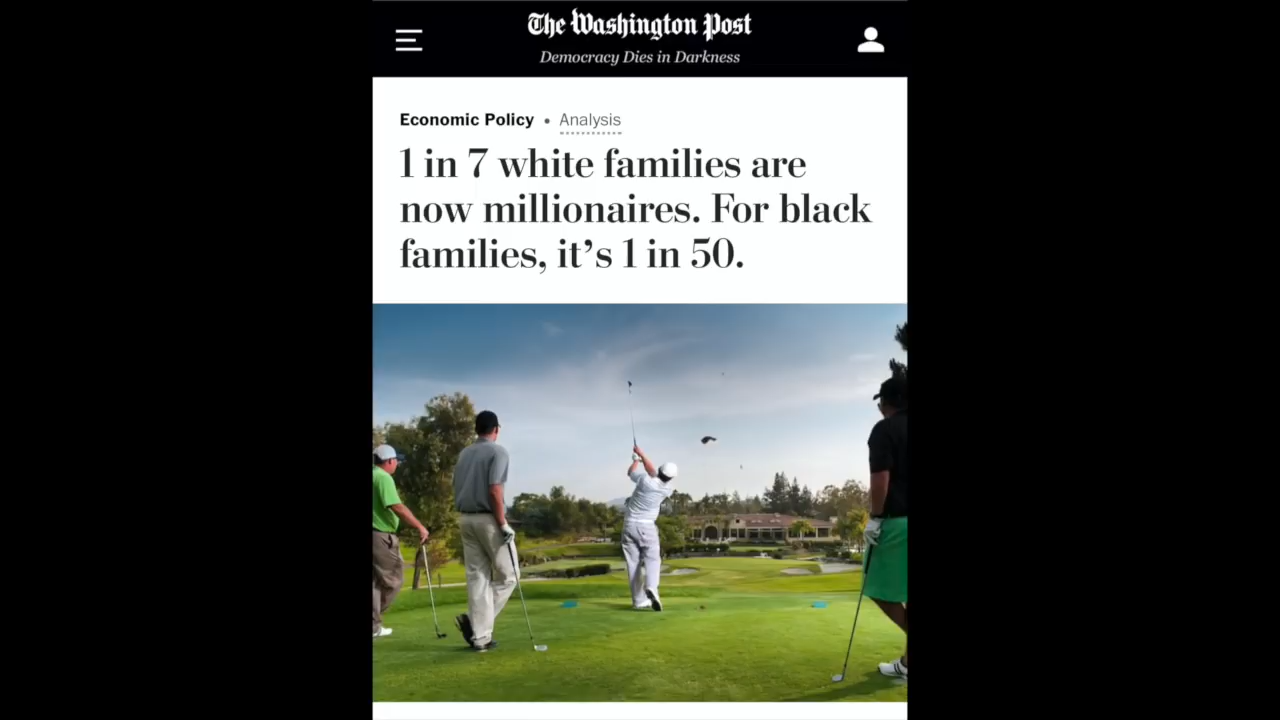 The Washington Post
Democracy Dies in Darkness
Economic Policy • Analysis
1 in 7 white families are
now millionaires. For black
families, it’s 1 in 50.